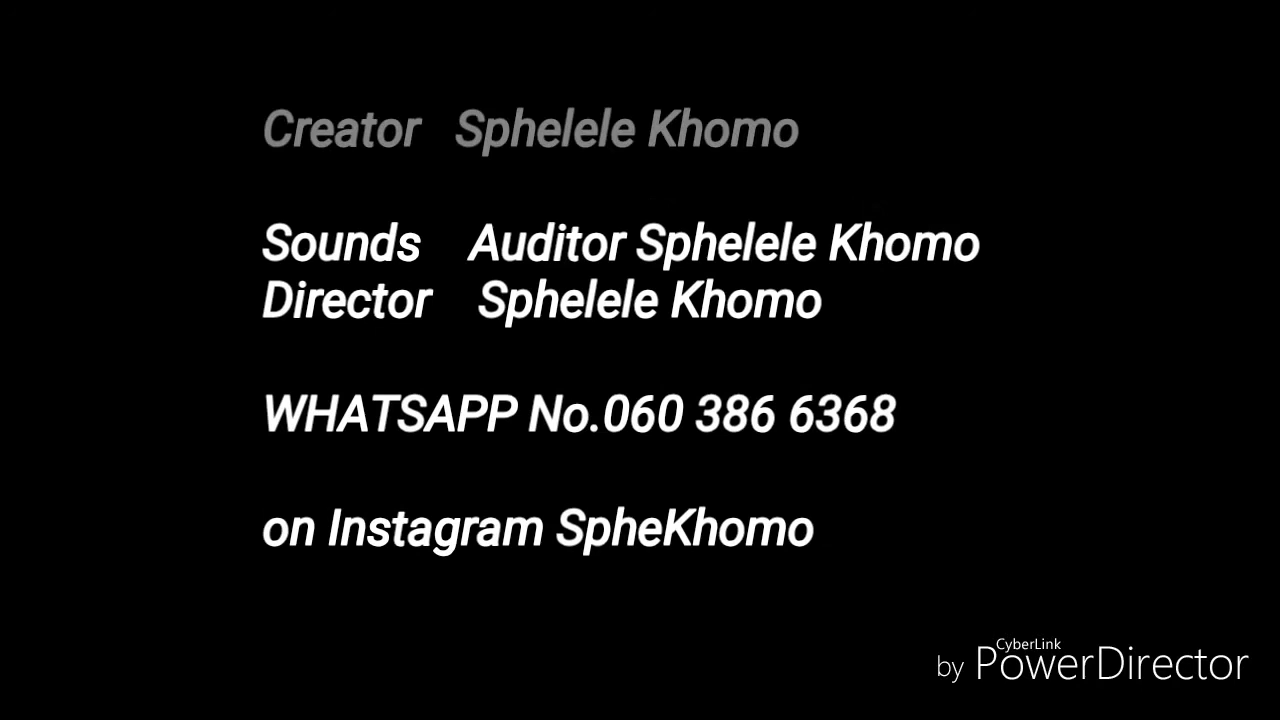 Creator Sphelele Khomo
Sounds Auditor Sphelele Khomo
Director Sphelele Khomo
WHATSAPP No.060 386 6368
on Instagram SpheKhomo
by CyberLink PowerDirector